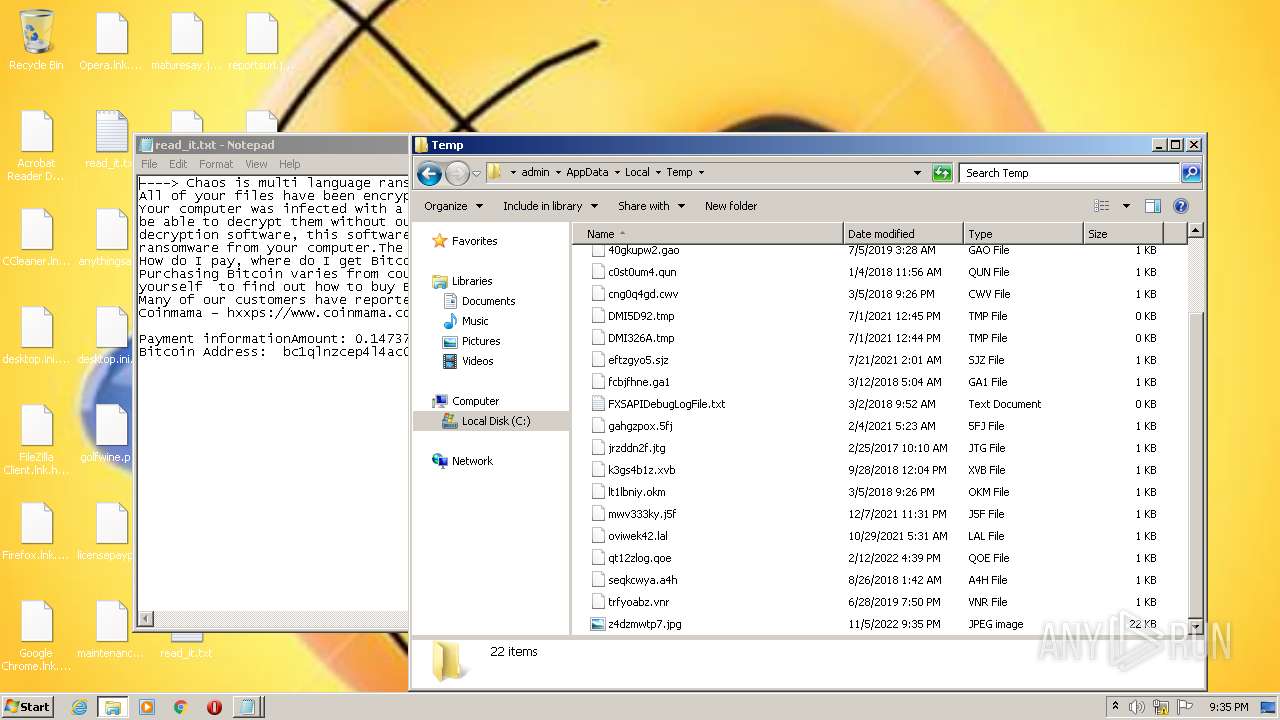 Recycle Bin
Opera.lnk....
maturesay.j...
reportsurl.j...
Acrobat
Reader D...
read_it.tx
CCleaner.ln...
anythingsa
desktop.ini....
desktop.ini
FileZilla
Client.lnk.h...
golfwine.p
Firefox.lnk....
licensepayp
Google
Chrome.lnk....
maintenanc...
read_it.txt
read_it.txt - Notepad
File Edit Format View Help
----> Chaos is multi language rans
All of your files have been encryp
Your computer was infected with a
be able to decrypt them without ou
decryption software, this software
ransomware from your computer.The
How do I pay, where do I get Bitco
Purchasing Bitcoin varies from cou
yourself  to find out how to buy B
Many of our customers have reporte
Coinmama - hxxps://www.coinmama.co
Payment informationAmount: 0.14737
Bitcoin Address:  bc1qlnzcep4l4ac0
Temp
admin AppData Local Temp
Search Temp
Organize Include in library Share with New folder
Favorites
Libraries
Documents
Music
Pictures
Videos
Computer
Local Disk (C:)
Network
Name Date modified Type Size
40gkupw2.gao 7/5/2019 3:28 AM GAO File 1 KB
c0st0um4.qun 1/4/2018 11:56 AM QUN File 1 KB
cng0q4gd.cwv 3/5/2018 9:26 PM CWV File 1 KB
DMI5D92.tmp 7/1/2021 12:45 PM TMP File 0 KB
DMI326A.tmp 7/1/2021 12:44 PM TMP File 0 KB
eftzgyo5.sjz 7/21/2021 2:01 AM SJZ File 1 KB
fcbjfhne.ga1 3/12/2018 5:04 AM GA1 File 1 KB
FXSAPIDebugLogFile.txt 3/2/2018 9:52 AM Text Document 0 KB
gahgzpox.5fj 2/4/2021 5:23 AM 5FJ File 1 KB
jrzddn2f.jtg 2/25/2017 10:10 AM JTG File 1 KB
k3gs4b1z.xvb 9/28/2018 12:04 PM XVB File 1 KB
lt1lbniy.okm 3/5/2018 9:26 PM OKM File 1 KB
mwv333ky.j5f 12/7/2021 11:31 PM J5F File 1 KB
oviwek42.lal 10/29/2021 5:31 AM LAL File 1 KB
qt12zlog.qoe 2/12/2022 4:39 PM QOE File 1 KB
seqkcwya.a4h 8/26/2018 1:42 AM A4H File 1 KB
trfyoabz.vnr 6/28/2019 7:50 PM VNR File 1 KB
z4dzmwtp7.jpg 11/5/2022 9:35 PM JPEG image 22 KB
22 items
ANY RUN
Start
9:35 PM